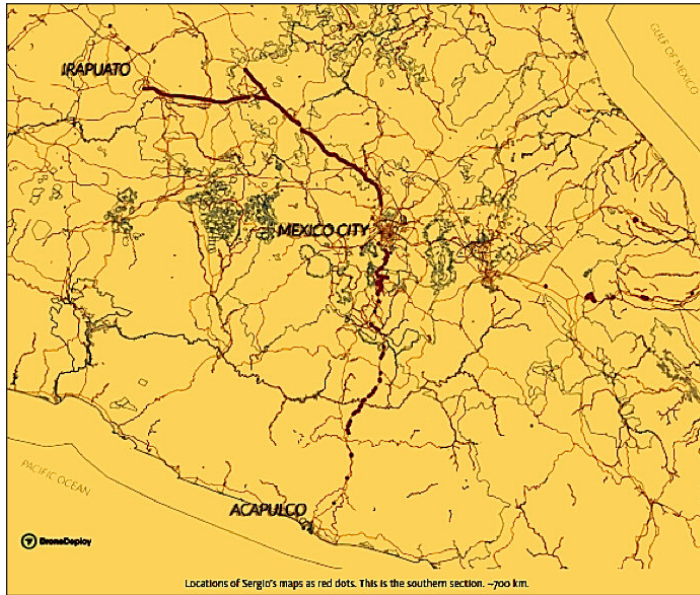 GULF OF MEXICO
IRAPUATO
MEXICO CITY
PACIFIC OCEAN
ACAPULCO
DroneDeploy
Locations of Sergio's maps as red dots. This is the southern section. ~700 km.